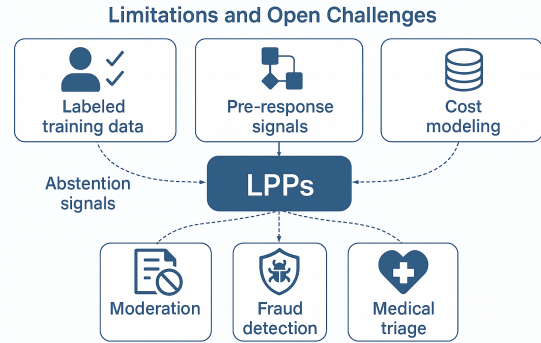 Limitations and Open Challenges
Labeled
training data
Pre-response
signals
Cost
modeling
Abstention
signals
LPPs
Moderation
Fraud
detection
Medical
triage